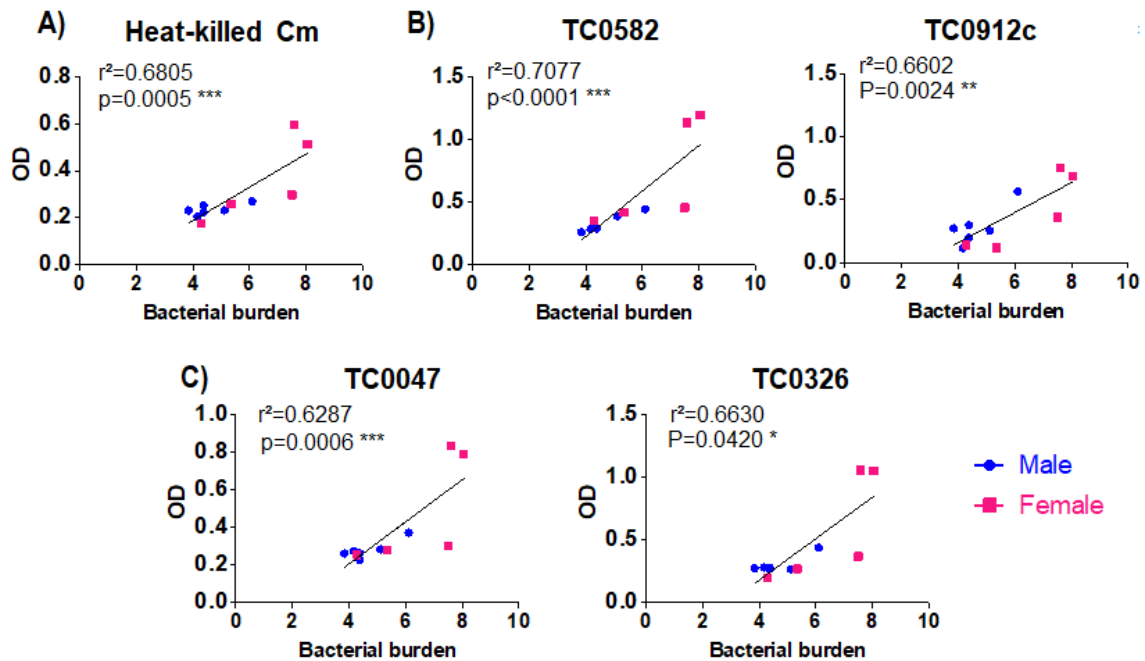 A)
Heat-killed Cm
r²=0.6805
p=0.0005 ***
0.8
0.6
0.4
0.2
0.0
OD
0 2 4 6 8 10
Bacterial burden
B)
TC0582
r²=0.7077
p<0.0001 ***
1.5
1.0
0.5
0.0
OD
0 2 4 6 8 10
Bacterial burden
TC0912c
r²=0.6602
P=0.0024 **
1.5
1.0
0.5
0.0
OD
0 2 4 6 8 10
Bacterial burden
C)
TC0047
r²=0.6287
p=0.0006 ***
1.0
0.8
0.6
0.4
0.2
0.0
OD
0 2 4 6 8 10
Bacterial burden
TC0326
r²=0.6630
P=0.0420 *
1.5
1.0
0.5
0.0
OD
0 2 4 6 8 10
Bacterial burden
Male
Female